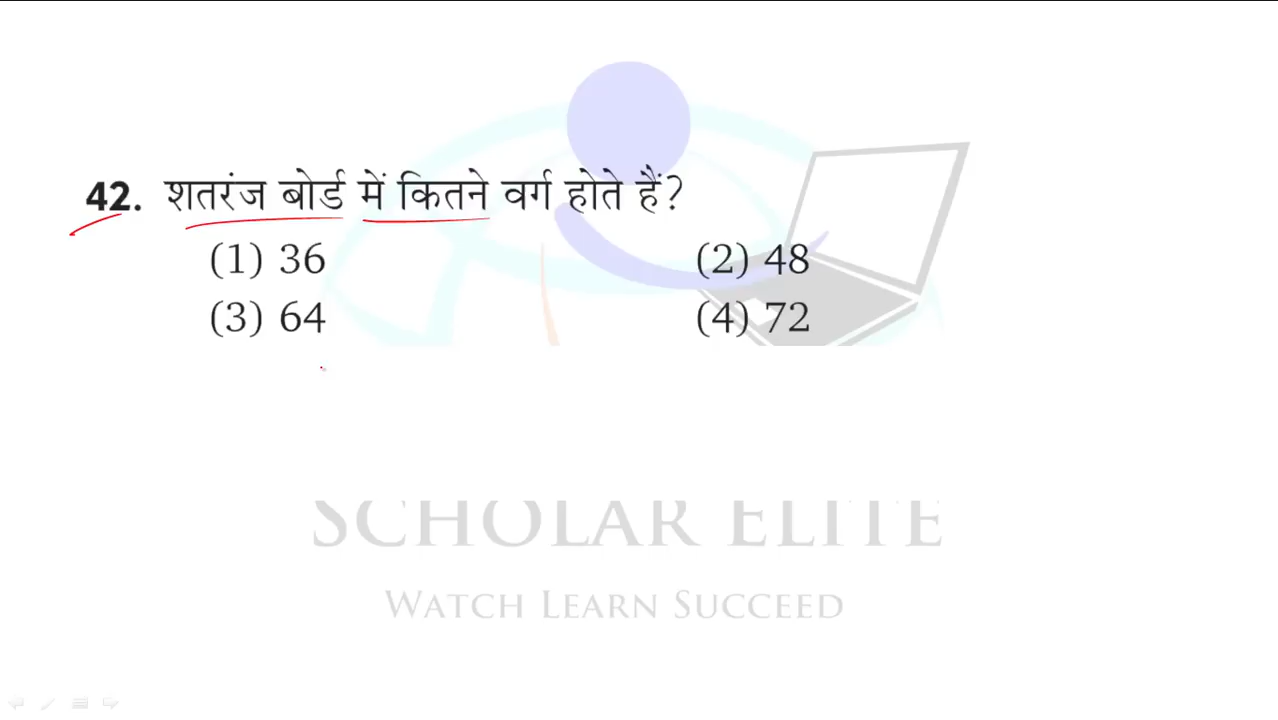 42. शतरंज बोर्ड में कितने वर्ग होते हैं?
(1) 36 (2) 48
(3) 64 (4) 72
SCHOLAR ELITE
WATCH LEARN SUCCEED